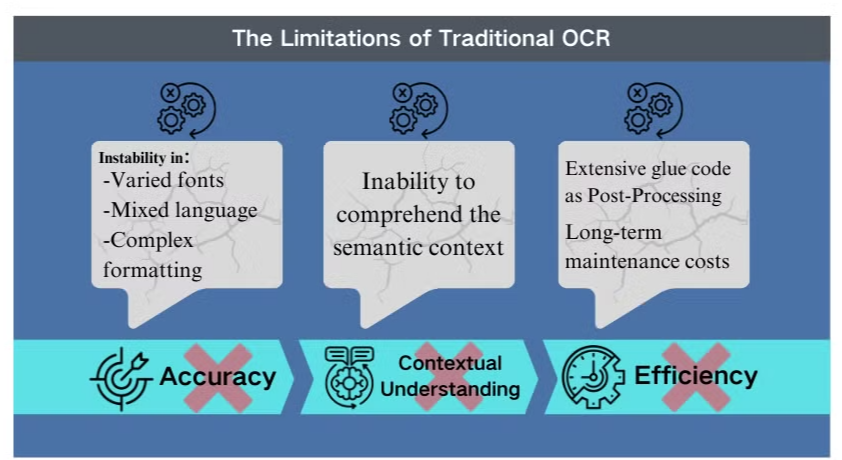 The Limitations of Traditional OCR
Instability in:
-Varied fonts
-Mixed language
-Complex
formatting
Inability to
comprehend the
semantic context
Extensive glue code
as Post-Processing
Long-term
maintenance costs
Accuracy
Contextual
Understanding
Efficiency